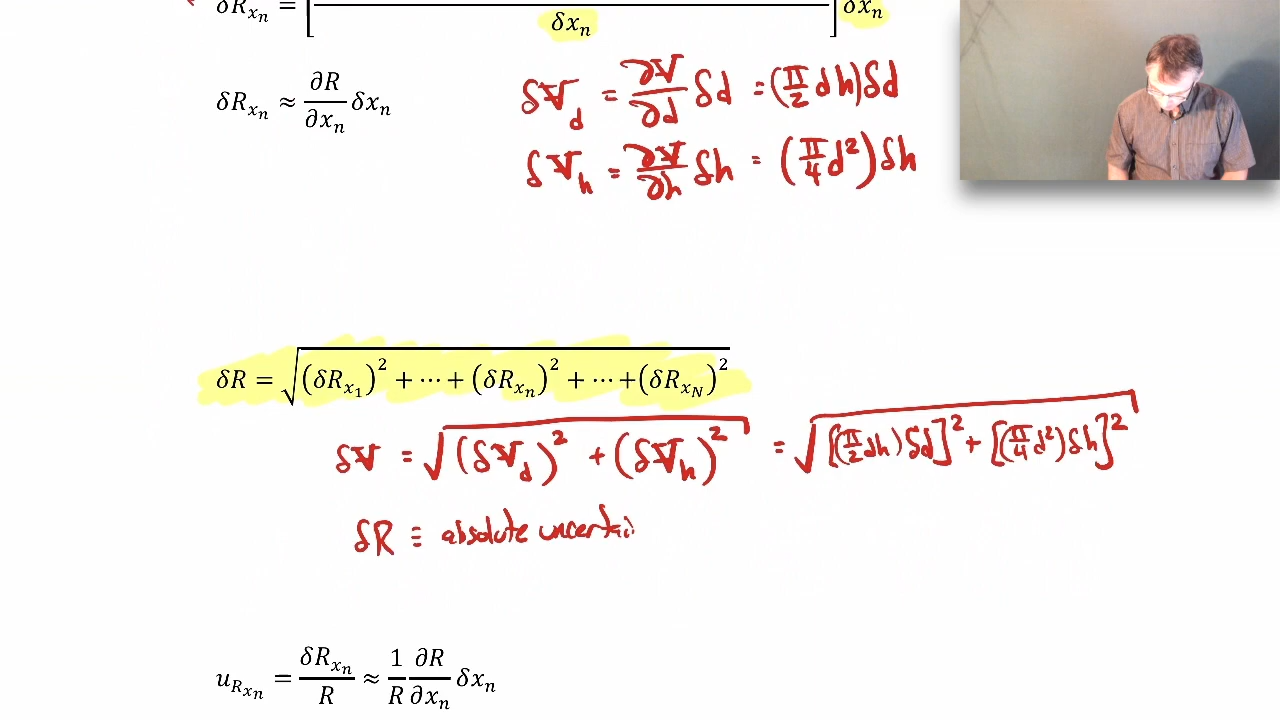 δR_{x_n} = [ / δx_n ] δx_n
δV_d = ∂V/∂d δd = (π/2 dh)δd
δR_{x_n} ≈ ∂R/∂x_n δx_n
δV_h = ∂V/∂h δh = (π/4 d²)δh
δR = √((δR_{x_1})² + ⋯ + (δR_{x_n})² + ⋯ +(δR_{x_N})²)
δV = √((δV_d)² + (δV_h)²) = √([(π/2 dh)δd]² + [(π/4 d²)δh]²)
δR ≡ absolute uncertai
u_{R_{x_n}} = δR_{x_n}/R ≈ 1/R ∂R/∂x_n δx_n